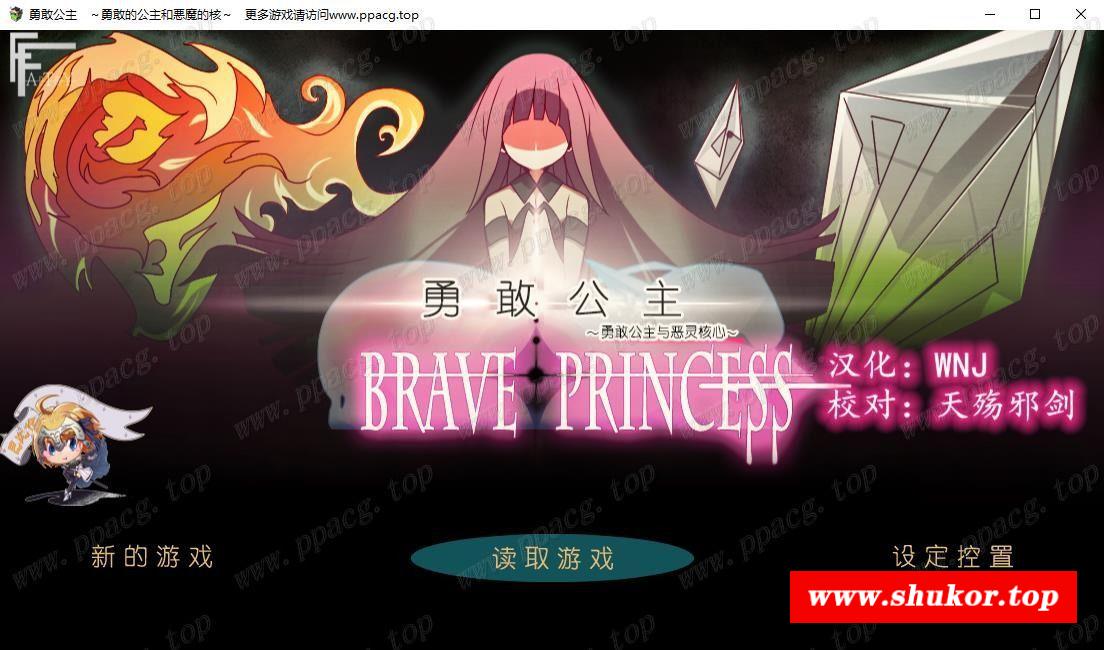 勇敢公主　～勇敢的公主和恶魔的核～　更多游戏请访问www.ppacg.top
勇敢公主
～勇敢公主与恶灵核心～
BRAVE PRINCESS
汉化：WNJ
校对：天殇邪剑
新的游戏
读取游戏
设定控置
www.shukor.top
www.ppacg.top